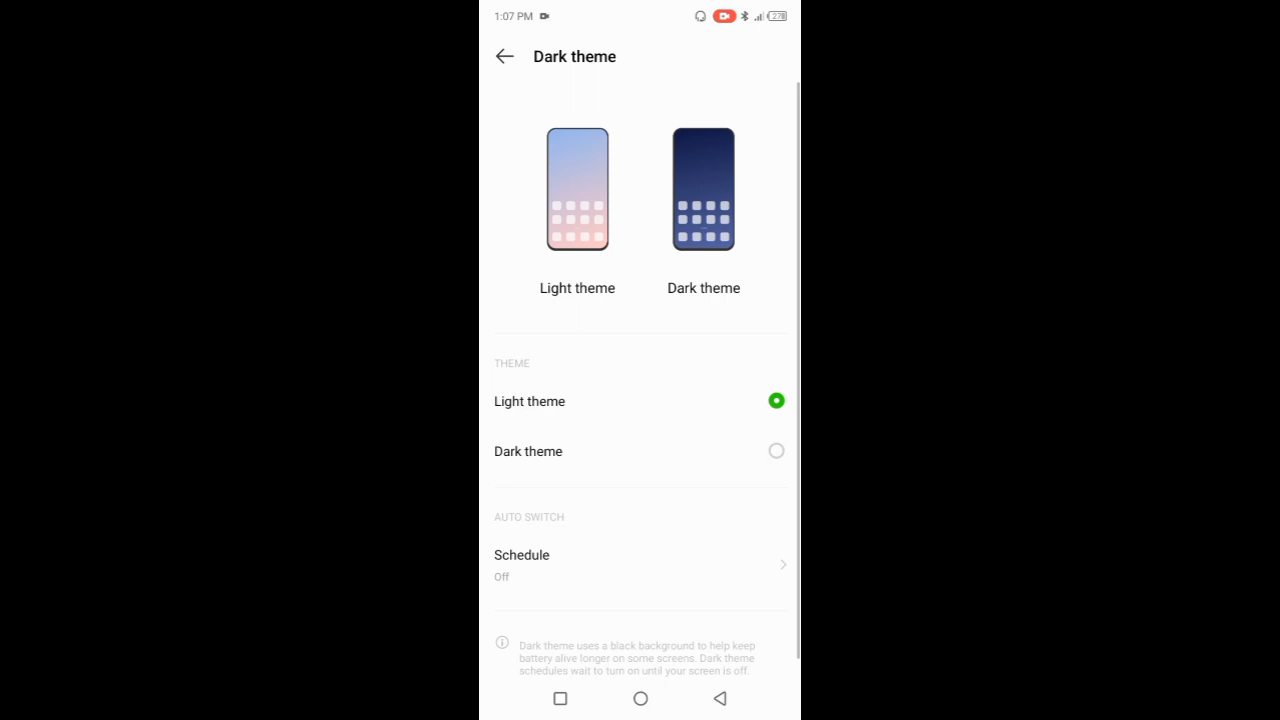 1:07 PM
27
Dark theme
Light theme
Dark theme
THEME
Light theme
Dark theme
AUTO SWITCH
Schedule
Off
Dark theme uses a black background to help keep
battery alive longer on some screens. Dark theme
schedules wait to turn on until your screen is off.